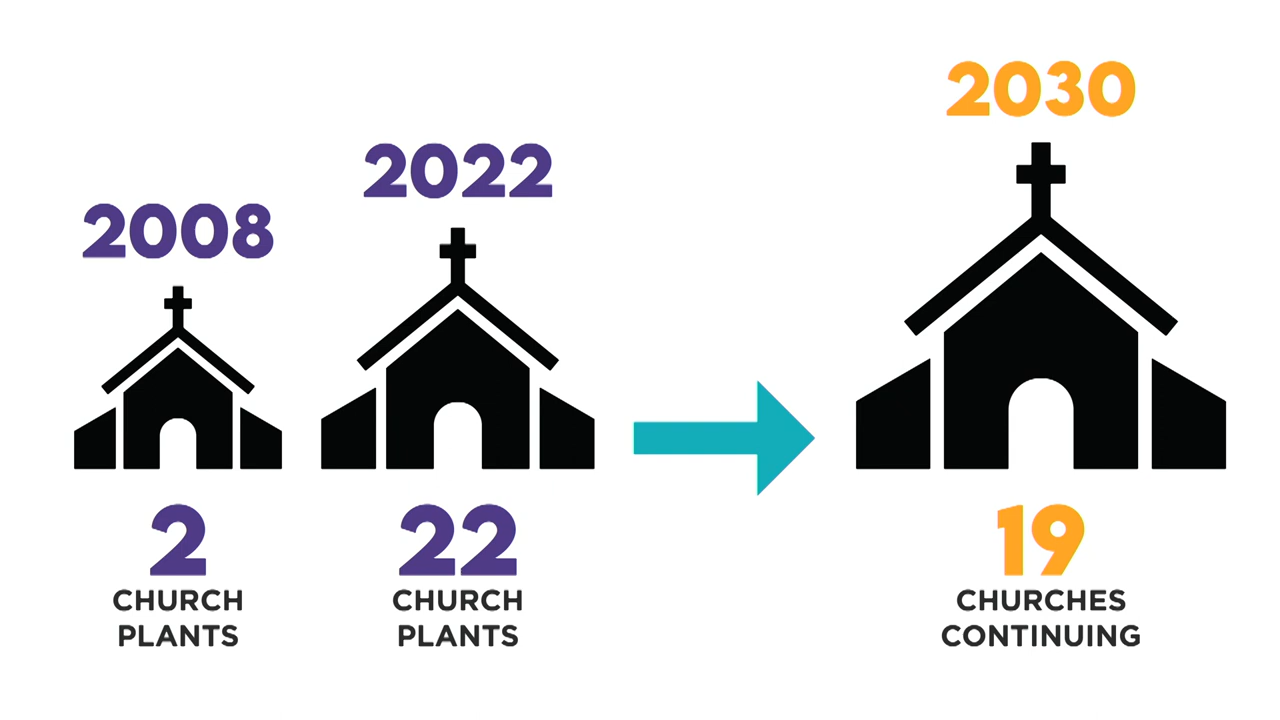 2008
2
CHURCH
PLANTS
2022
22
CHURCH
PLANTS
2030
19
CHURCHES
CONTINUING